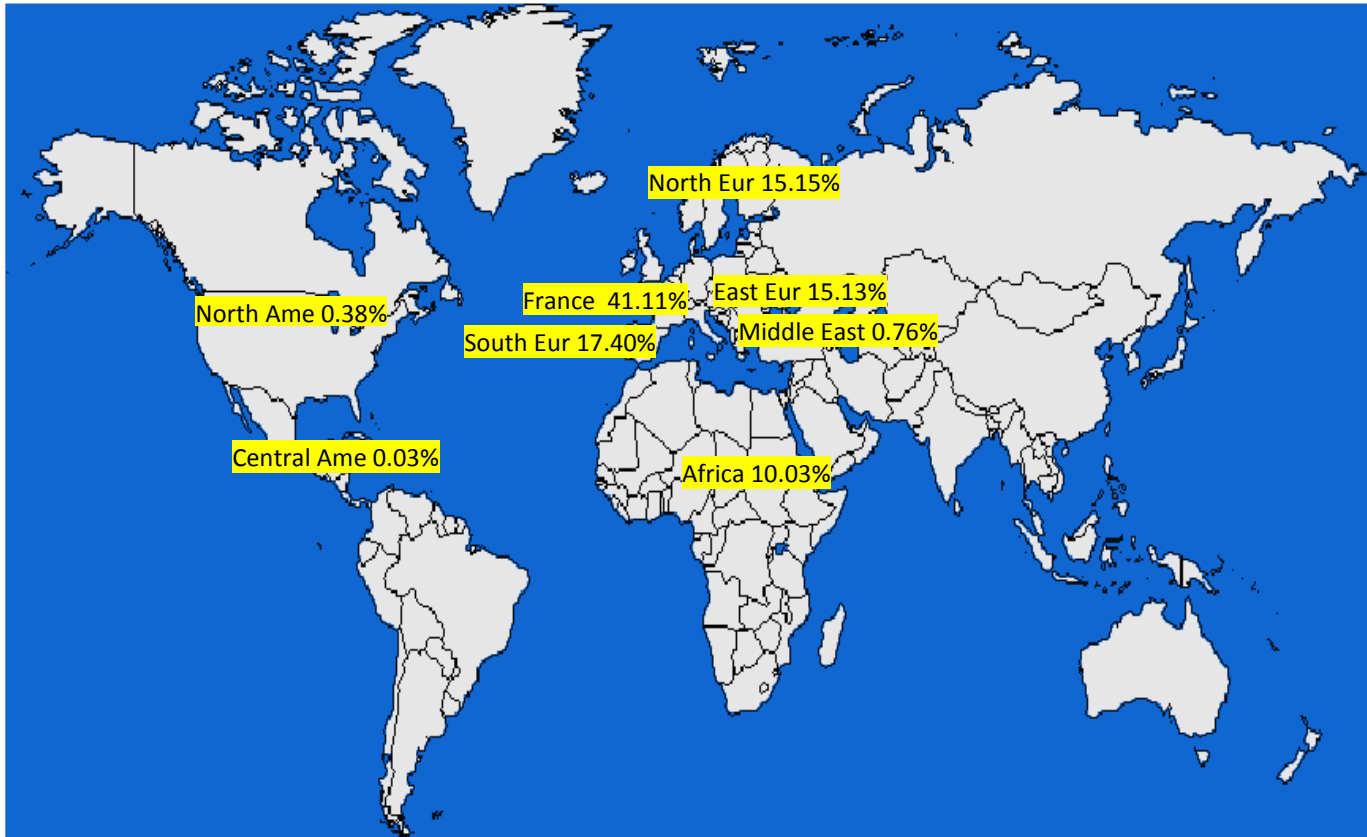 North Eur 15.15%
East Eur 15.13%
France  41.11%
North Ame 0.38%
Middle East 0.76%
South Eur 17.40%
Central Ame 0.03%
Africa 10.03%